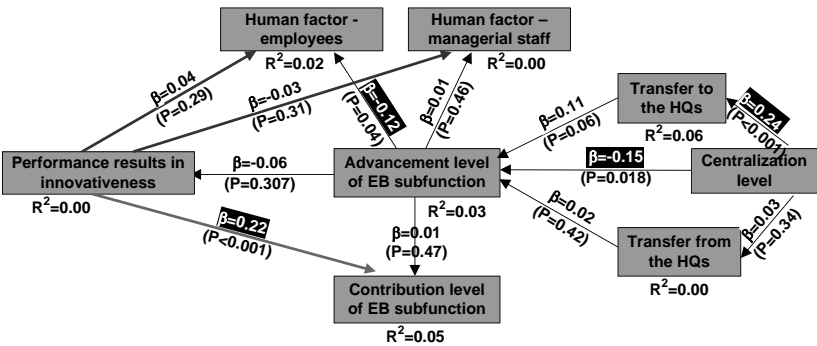 Human factor -
employees
R²=0.02
Human factor –
managerial staff
R²=0.00
β=0.04
(P=0.29)
β=-0.03
(P=0.31)
β=-0.12
(P=0.04)
β=0.01
(P=0.46)
Transfer to
the HQs
R²=0.06
β=0.11
(P=0.06)
β=0.24
(P<0.001)
Performance results in
innovativeness
R²=0.00
β=-0.06
(P=0.307)
Advancement level
of EB subfunction
R²=0.03
β=-0.15
(P=0.018)
Centralization
level
β=0.22
(P<0.001)
β=0.01
(P=0.47)
β=0.02
(P=0.42)
β=0.03
(P=0.34)
Transfer from
the HQs
R²=0.00
Contribution level
of EB subfunction
R²=0.05